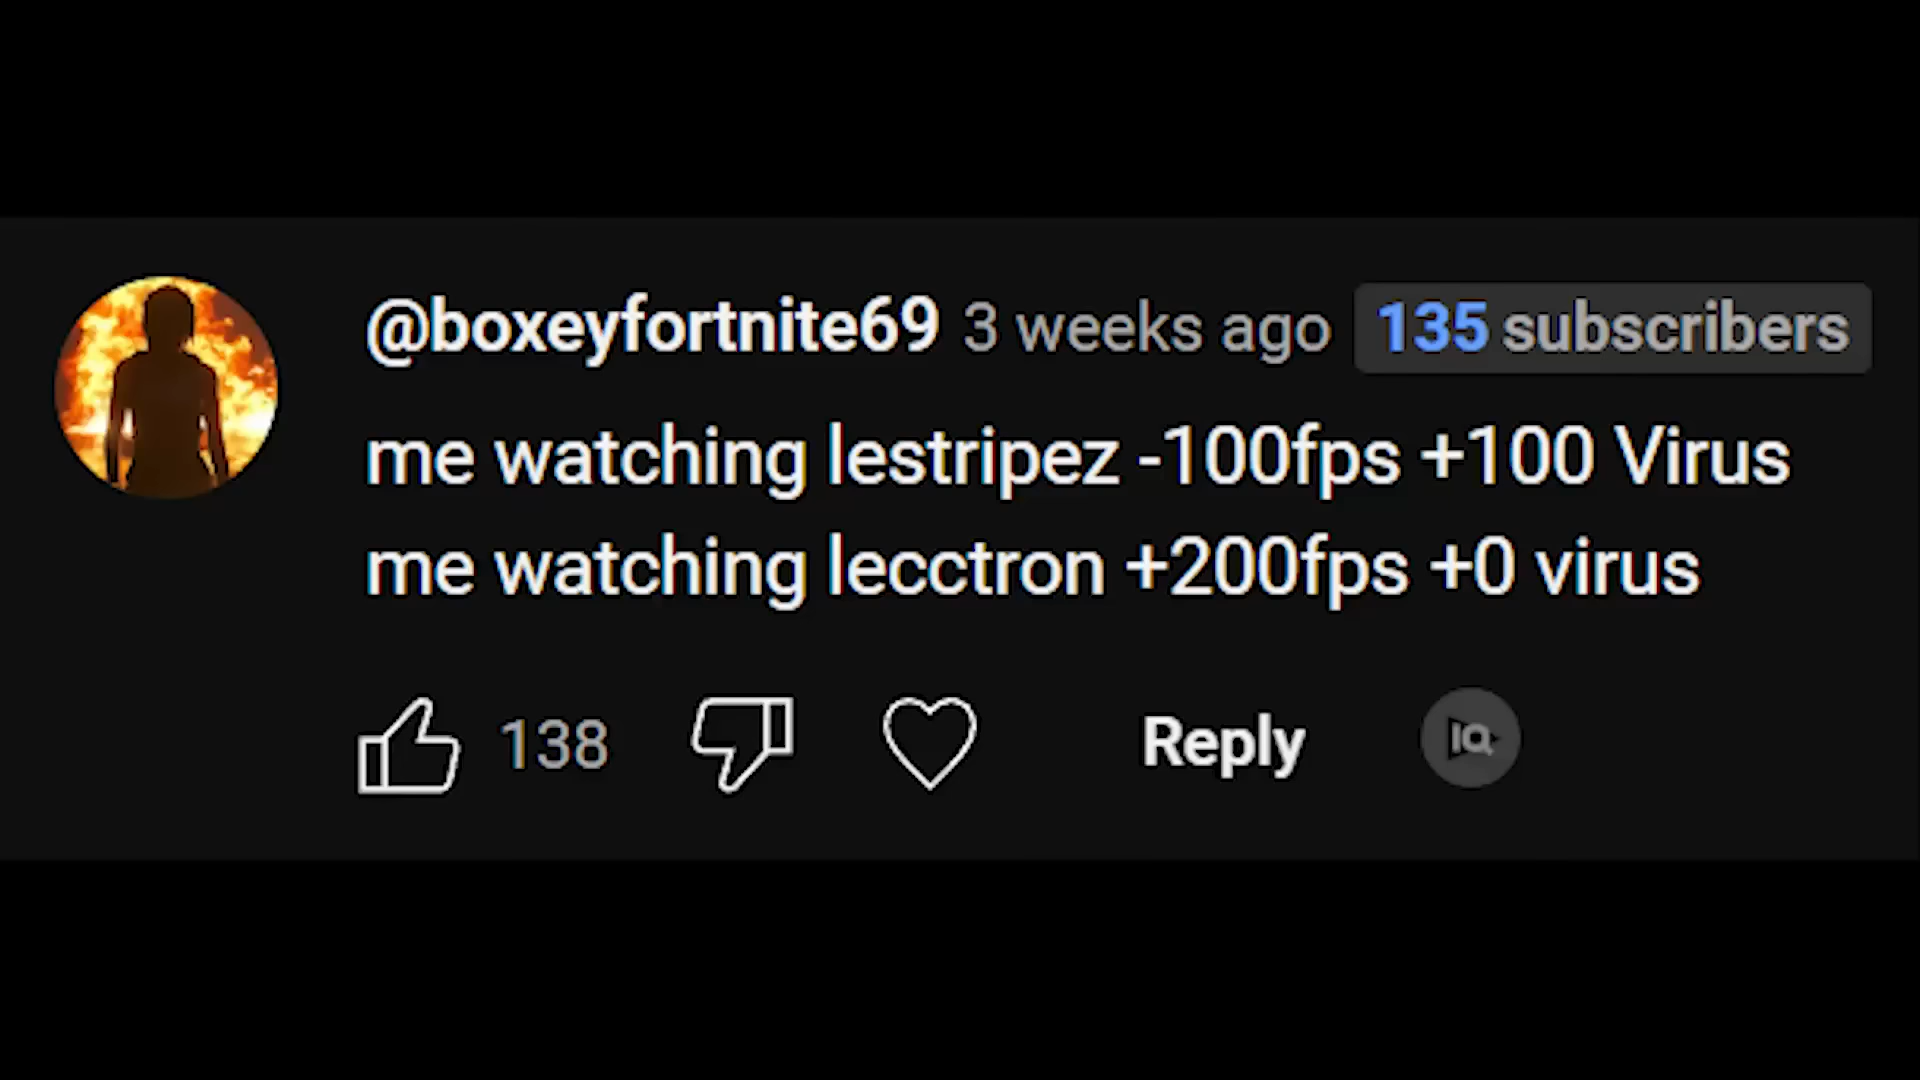 @boxeyfortnite69 3 weeks ago 135 subscribers
me watching lestripez -100fps +100 Virus
me watching lecctron +200fps +0 virus
138 Reply IQ